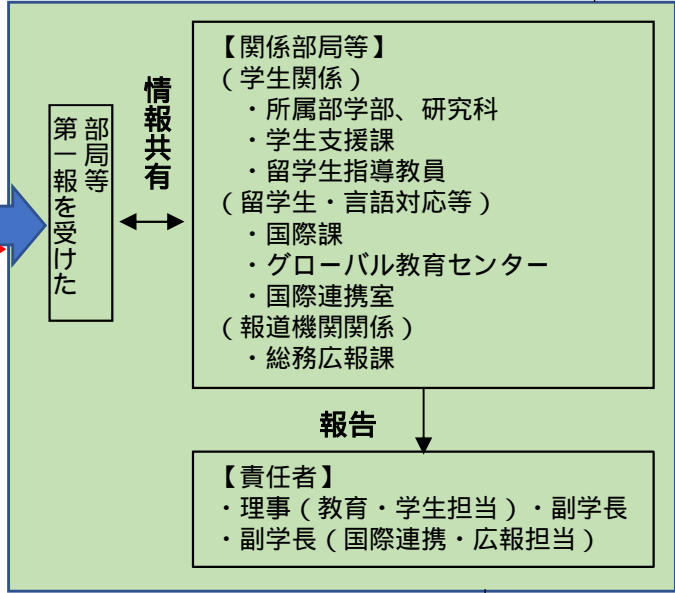 第一報を受けた
部局等
情報共有
【関係部局等】
（学生関係）
・所属部学部、研究科
・学生支援課
・留学生指導教員
（留学生・言語対応等）
・国際課
・グローバル教育センター
・国際連携室
（報道機関関係）
・総務広報課
報告
【責任者】
・理事（教育・学生担当）・副学長
・副学長（国際連携・広報担当）